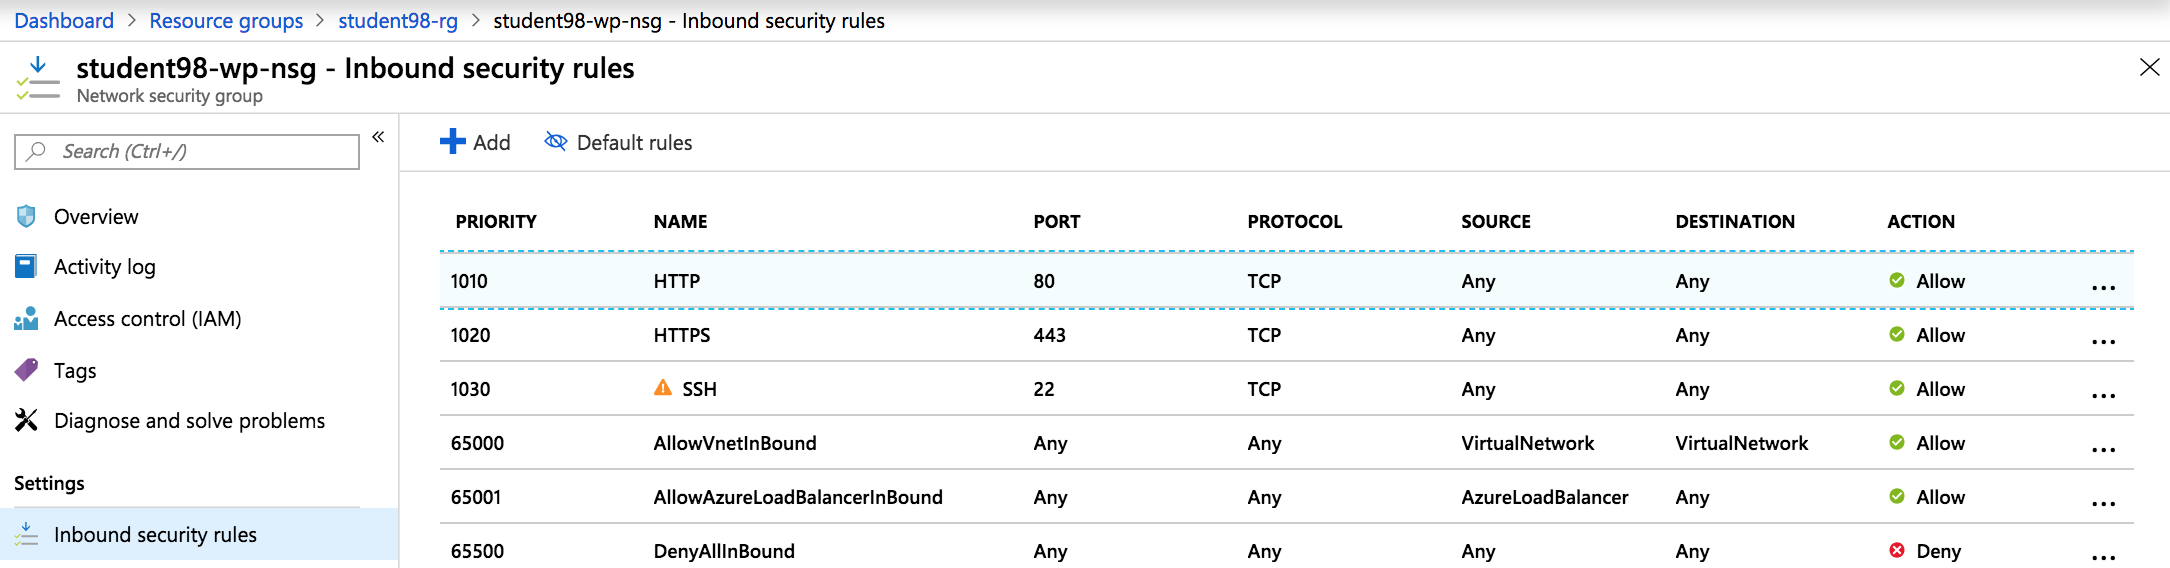 Dashboard > Resource groups > student98-rg > student98-wp-nsg - Inbound security rules
student98-wp-nsg - Inbound security rules
Network security group
Search (Ctrl+/)
«
Overview
Activity log
Access control (IAM)
Tags
Diagnose and solve problems
Settings
Inbound security rules
Add Default rules
PRIORITY NAME PORT PROTOCOL SOURCE DESTINATION ACTION
1010 HTTP 80 TCP Any Any Allow ...
1020 HTTPS 443 TCP Any Any Allow ...
1030 SSH 22 TCP Any Any Allow ...
65000 AllowVnetInBound Any Any VirtualNetwork VirtualNetwork Allow ...
65001 AllowAzureLoadBalancerInBound Any Any AzureLoadBalancer Any Allow ...
65500 DenyAllInBound Any Any Any Any Deny ...